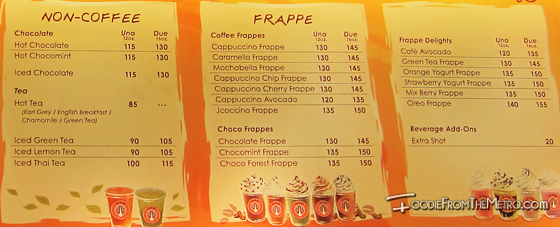 NON-COFFEE
Chocolate Una Due
12oz. 16oz.
Hot Chocolate 115 130
Hot Chocomint 115 130
Iced Chocolate 115 130
Tea
Hot Tea 85 ---
(Earl Grey / English Breakfast /
Chamomile / Green Tea)
Iced Green Tea 90 105
Iced Lemon Tea 90 105
Iced Thai Tea 100 115
FRAPPE
Coffee Frappes Una Due
12oz. 16oz.
Cappuccino Frappe 130 145
Caramello Frappe 130 145
Mochabella Frappe 130 145
Cappuccino Chip Frappe 130 145
Cappuccino Cherry Frappe 130 145
Cappuccino Avocado 120 135
Jcoccino Frappe 135 150
Choco Frappes
Chocolate Frappe 130 145
Chocomint Frappe 135 150
Choco Forest Frappe 135 150
Frappe Delights Una Due
12oz. 16oz.
Café Avocado 120 135
Green Tea Frappe 130 145
Orange Yogurt Frappe 135 150
Strawberry Yogurt Frappe 135 150
Mix Berry Frappe 135 150
Oreo Frappe 140 155
Beverage Add-Ons
Extra Shot 20
FOODIEFROMTHEMETRO.COM